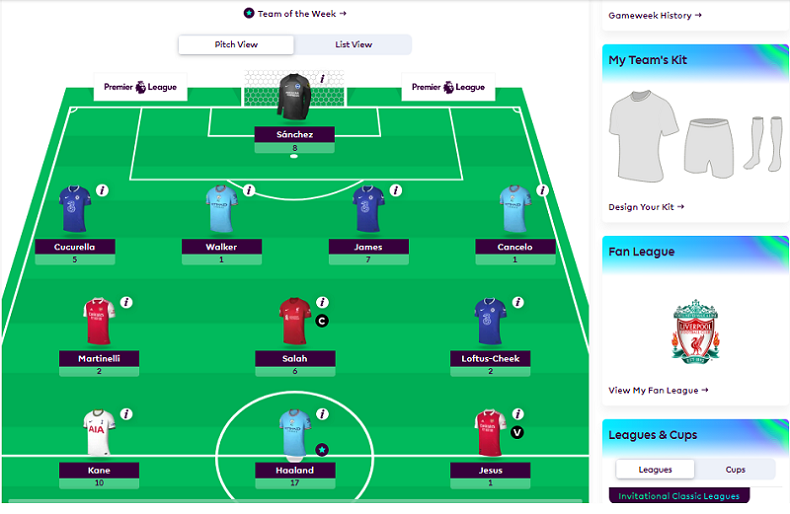 Team of the Week →
Pitch View
List View
Premier League
Premier League
i
Sánchez
8
i
i
i
i
Cucurella
5
Walker
1
James
7
Cancelo
1
i
i
C
i
Martinelli
2
Salah
6
Loftus-Cheek
2
AIA
i
i
i
V
Kane
10
Haaland
17
Jesus
1
Gameweek History →
My Team's Kit
Design Your Kit →
Fan League
LIVERPOOL
View My Fan League →
Leagues & Cups
Leagues
Cups
Invitational Classic Leagues